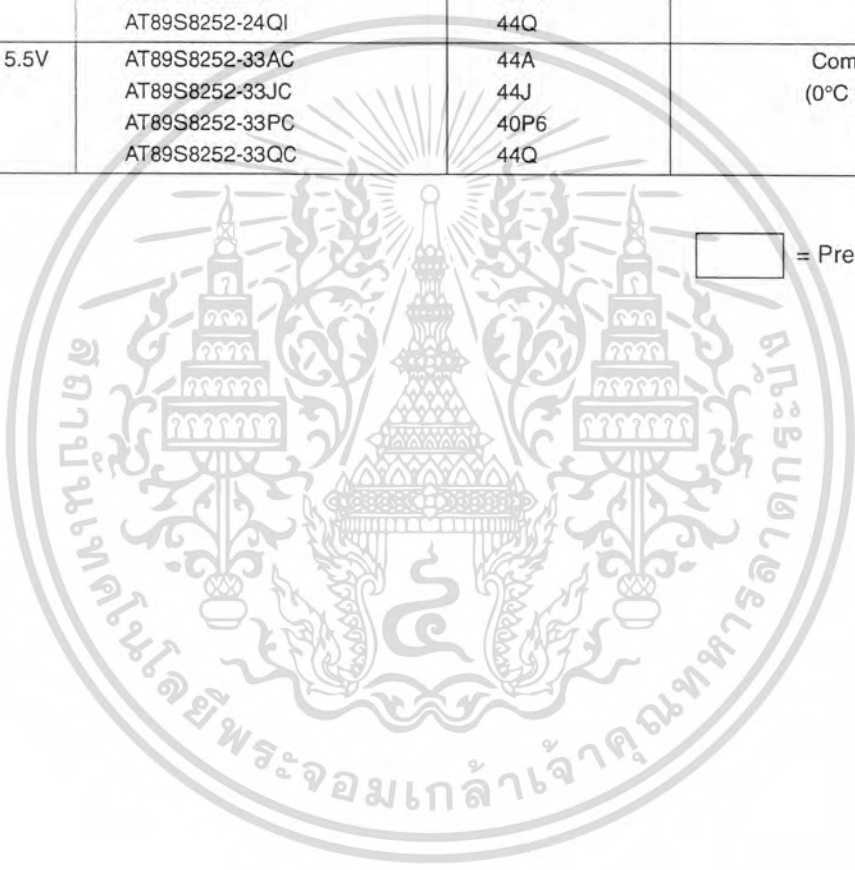 AT89S8252-24QI 44Q
5.5V AT89S8252-33AC 44A Com
AT89S8252-33JC 44J (0°C
AT89S8252-33PC 40P6
AT89S8252-33QC 44Q
= Pre
สถาบันเทคโนโลยีพระจอมเกล้าเจ้าคุณทหารลาดกระบัง